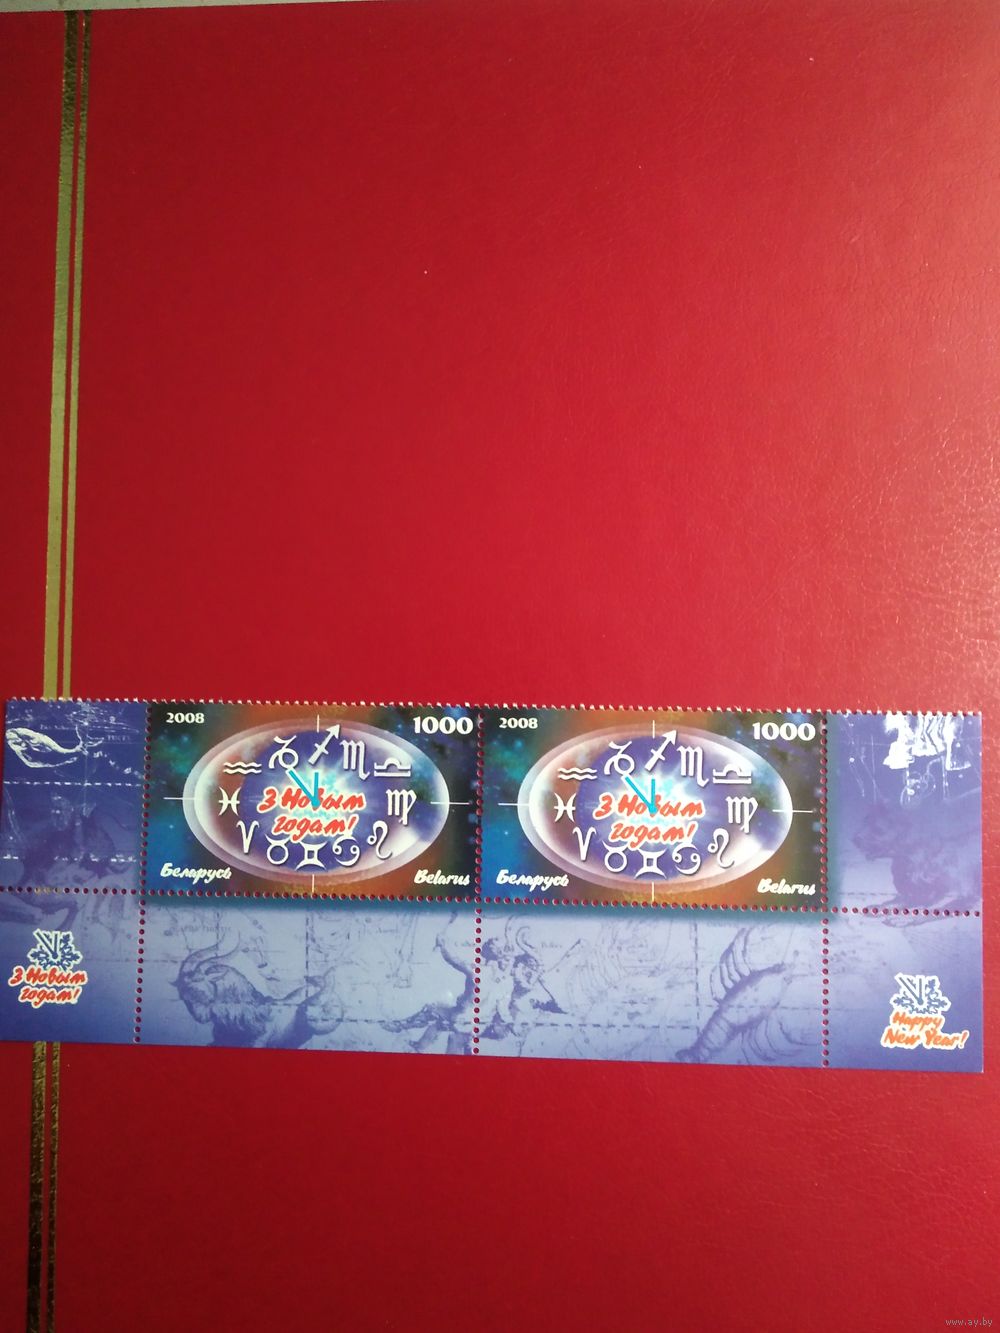 2008
1000
З Новым
годам!
Беларусь
Belarus
2008
1000
З Новым
годам!
Беларусь
Belarus
З Новым
годам!
Happy
New Year!
www.ay.by